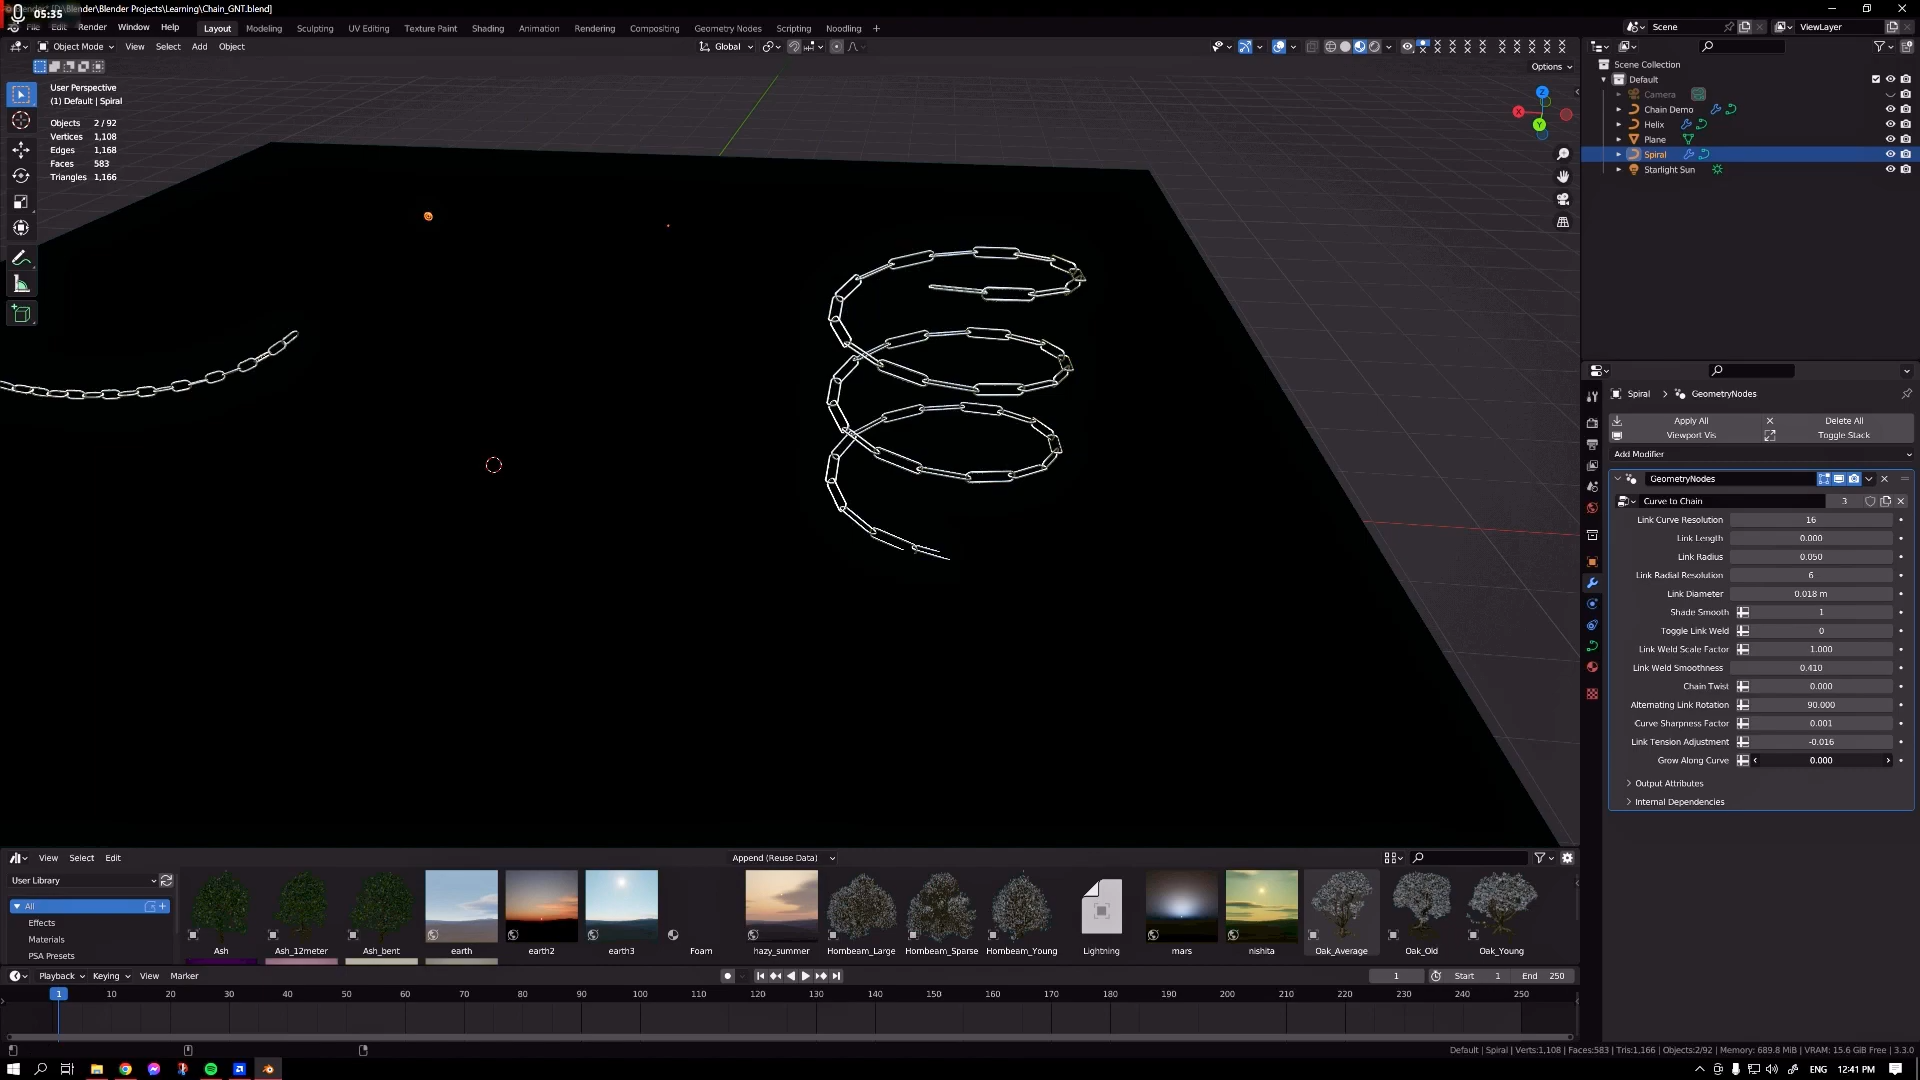 05:35
Blender* [D:\Blender\Blender Projects\Learning\Chain_GNT.blend]
File Edit Render Window Help Layout Modeling Sculpting UV Editing Texture Paint Shading Animation Rendering Compositing Geometry Nodes Scripting Noodling +
Scene ViewLayer
Object Mode View Select Add Object Global
Options
User Perspective
(1) Default | Spiral
Objects 2 / 92
Vertices 1,108
Edges 1,168
Faces 583
Triangles 1,166
Z
X
Y
Scene Collection
Default
Camera
Chain Demo
Helix
Plane
Spiral
Starlight Sun
Spiral > GeometryNodes
Apply All Delete All
Viewport Vis Toggle Stack
Add Modifier
GeometryNodes
Curve to Chain 3
Link Curve Resolution 16
Link Length 0.000
Link Radius 0.050
Link Radial Resolution 6
Link Diameter 0.018 m
Shade Smooth 1
Toggle Link Weld 0
Link Weld Scale Factor 1.000
Link Weld Smoothness 0.410
Chain Twist 0.000
Alternating Link Rotation 90.000
Curve Sharpness Factor 0.001
Link Tension Adjustment -0.016
Grow Along Curve 0.000
Output Attributes
Internal Dependencies
View Select Edit Append (Reuse Data)
User Library
All
Effects
Materials
PSA Presets
Ash Ash_12meter Ash_bent earth earth2 earth3 Foam hazy_summer Hornbeam_Large Hornbeam_Sparse Hornbeam_Young Lightning mars nishita Oak_Average Oak_Old Oak_Young
Playback Keying View Marker 1 Start 1 End 250
1 10 20 30 40 50 60 70 80 90 100 110 120 130 140 150 160 170 180 190 200 210 220 230 240 250
Default | Spiral | Verts:1,108 | Faces:583 | Tris:1,166 | Objects:2/92 | Memory: 689.8 MiB | VRAM: 15.6 GiB Free | 3.3.0
ENG 12:41 PM